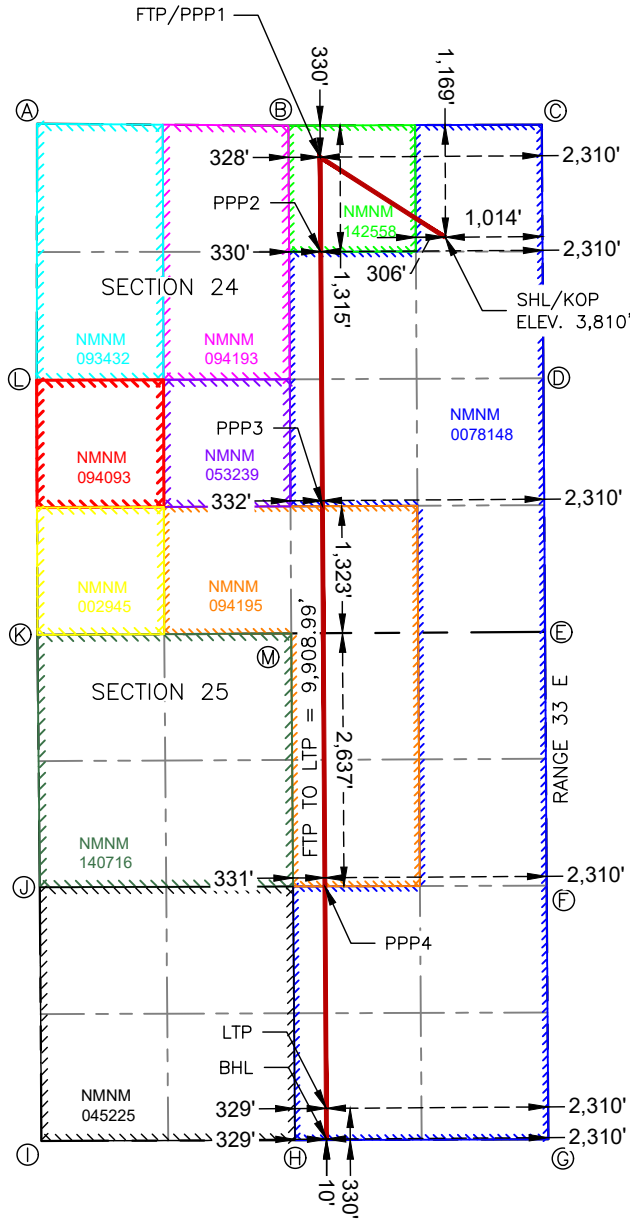 FTP/PPP1
330'
1,169'
A
B
C
328'
2,310'
PPP2
NMNM
142558
1,014'
330'
2,310'
306'
1,315'
SECTION 24
SHL/KOP
ELEV. 3,810'
NMNM
093432
NMNM
094193
L
D
NMNM
0078148
PPP3
NMNM
094093
NMNM
053239
332'
2,310'
1,323'
NMNM
002945
NMNM
094195
K
E
M
SECTION 25
FTP TO LTP = 9,908.99'
2,637'
RANGE 33 E
NMNM
140716
331'
2,310'
J
F
PPP4
LTP
BHL
NMNM
045225
329'
2,310'
329'
2,310'
I
H
G
10'
330'